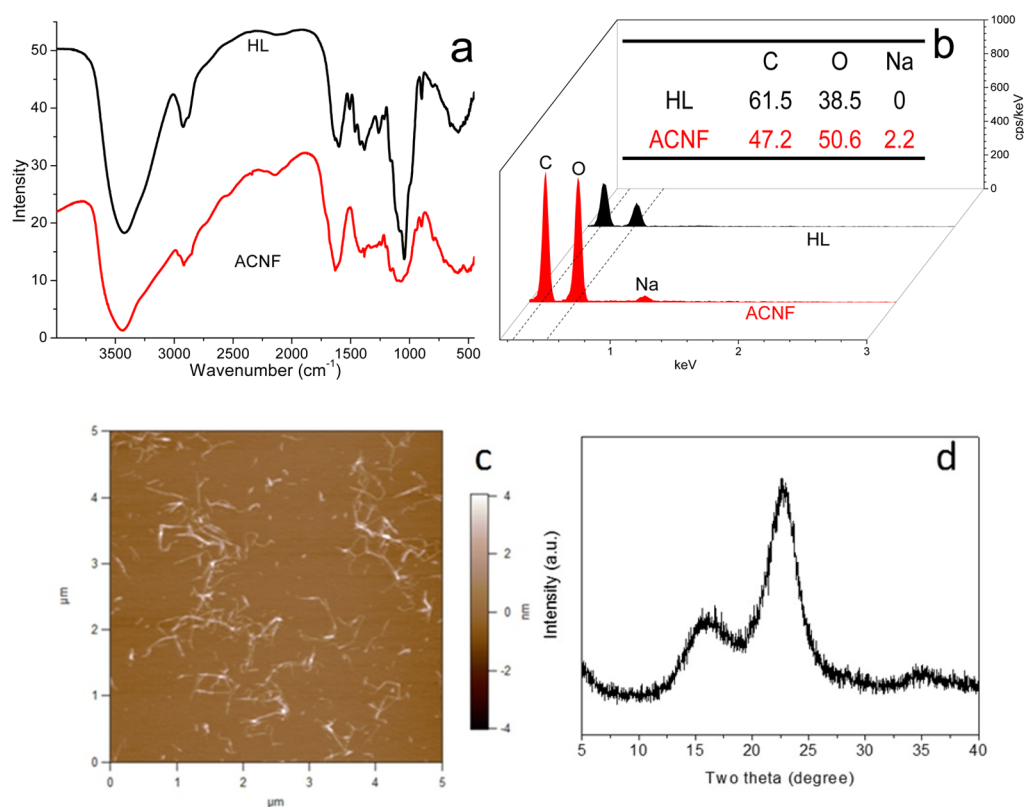 a
HL
ACNF
50
40
30
20
10
0
3500 3000 2500 2000 1500 1000 500
Wavenumber (cm-1)
Intensity
b
C O Na
HL 61.5 38.5 0
ACNF 47.2 50.6 2.2
1000
800
600
400
200
0
cps/keV
C O
HL
Na
ACNF
1 2 3
keV
c
5
4
3
2
1
0
0 1 2 3 4 5
µm
µm
4
2
0
-2
-4
nm
d
Intensity (a.u.)
5 10 15 20 25 30 35 40
Two theta (degree)